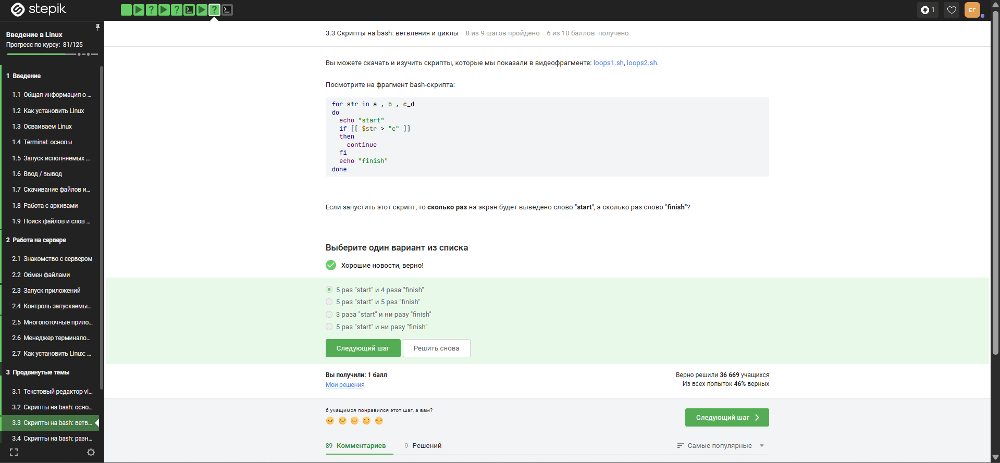 stepik
1
ЕГ
Введение в Linux
Прогресс по курсу: 81/125
1 Введение
1.1 Общая информация о ...
1.2 Как установить Linux
1.3 Осваиваем Linux
1.4 Terminal: основы
1.5 Запуск исполняемых ...
1.6 Ввод / вывод
1.7 Скачивание файлов и...
1.8 Работа с архивами
1.9 Поиск файлов и слов ...
2 Работа на сервере
2.1 Знакомство с сервером
2.2 Обмен файлами
2.3 Запуск приложений
2.4 Контроль запускаемы...
2.5 Многопоточные прило...
2.6 Менеджер терминало...
2.7 Как установить Linux: ...
3 Продвинутые темы
3.1 Текстовый редактор vi...
3.2 Скрипты на bash: осно...
3.3 Скрипты на bash: ветв...
3.4 Скрипты на bash: разн...
3.3 Скрипты на bash: ветвления и циклы 8 из 9 шагов пройдено 6 из 10 баллов получено
Вы можете скачать и изучить скрипты, которые мы показали в видеофрагменте: loops1.sh, loops2.sh.
Посмотрите на фрагмент bash-скрипта:
for str in a , b , c_d
do
echo "start"
if [[ $str > "c" ]]
then
continue
fi
echo "finish"
done
Если запустить этот скрипт, то сколько раз на экран будет выведено слово "start", а сколько раз слово "finish"?
Выберите один вариант из списка
Хорошие новости, верно!
5 раз "start" и 4 раза "finish"
5 раз "start" и 5 раз "finish"
3 раза "start" и ни разу "finish"
5 раз "start" и ни разу "finish"
Следующий шаг Решить снова
Вы получили: 1 балл
Мои решения
Верно решили 36 669 учащихся
Из всех попыток 46% верных
6 учащимся понравился этот шаг, а вам?
Следующий шаг
89 Комментариев 9 Решений Самые популярные